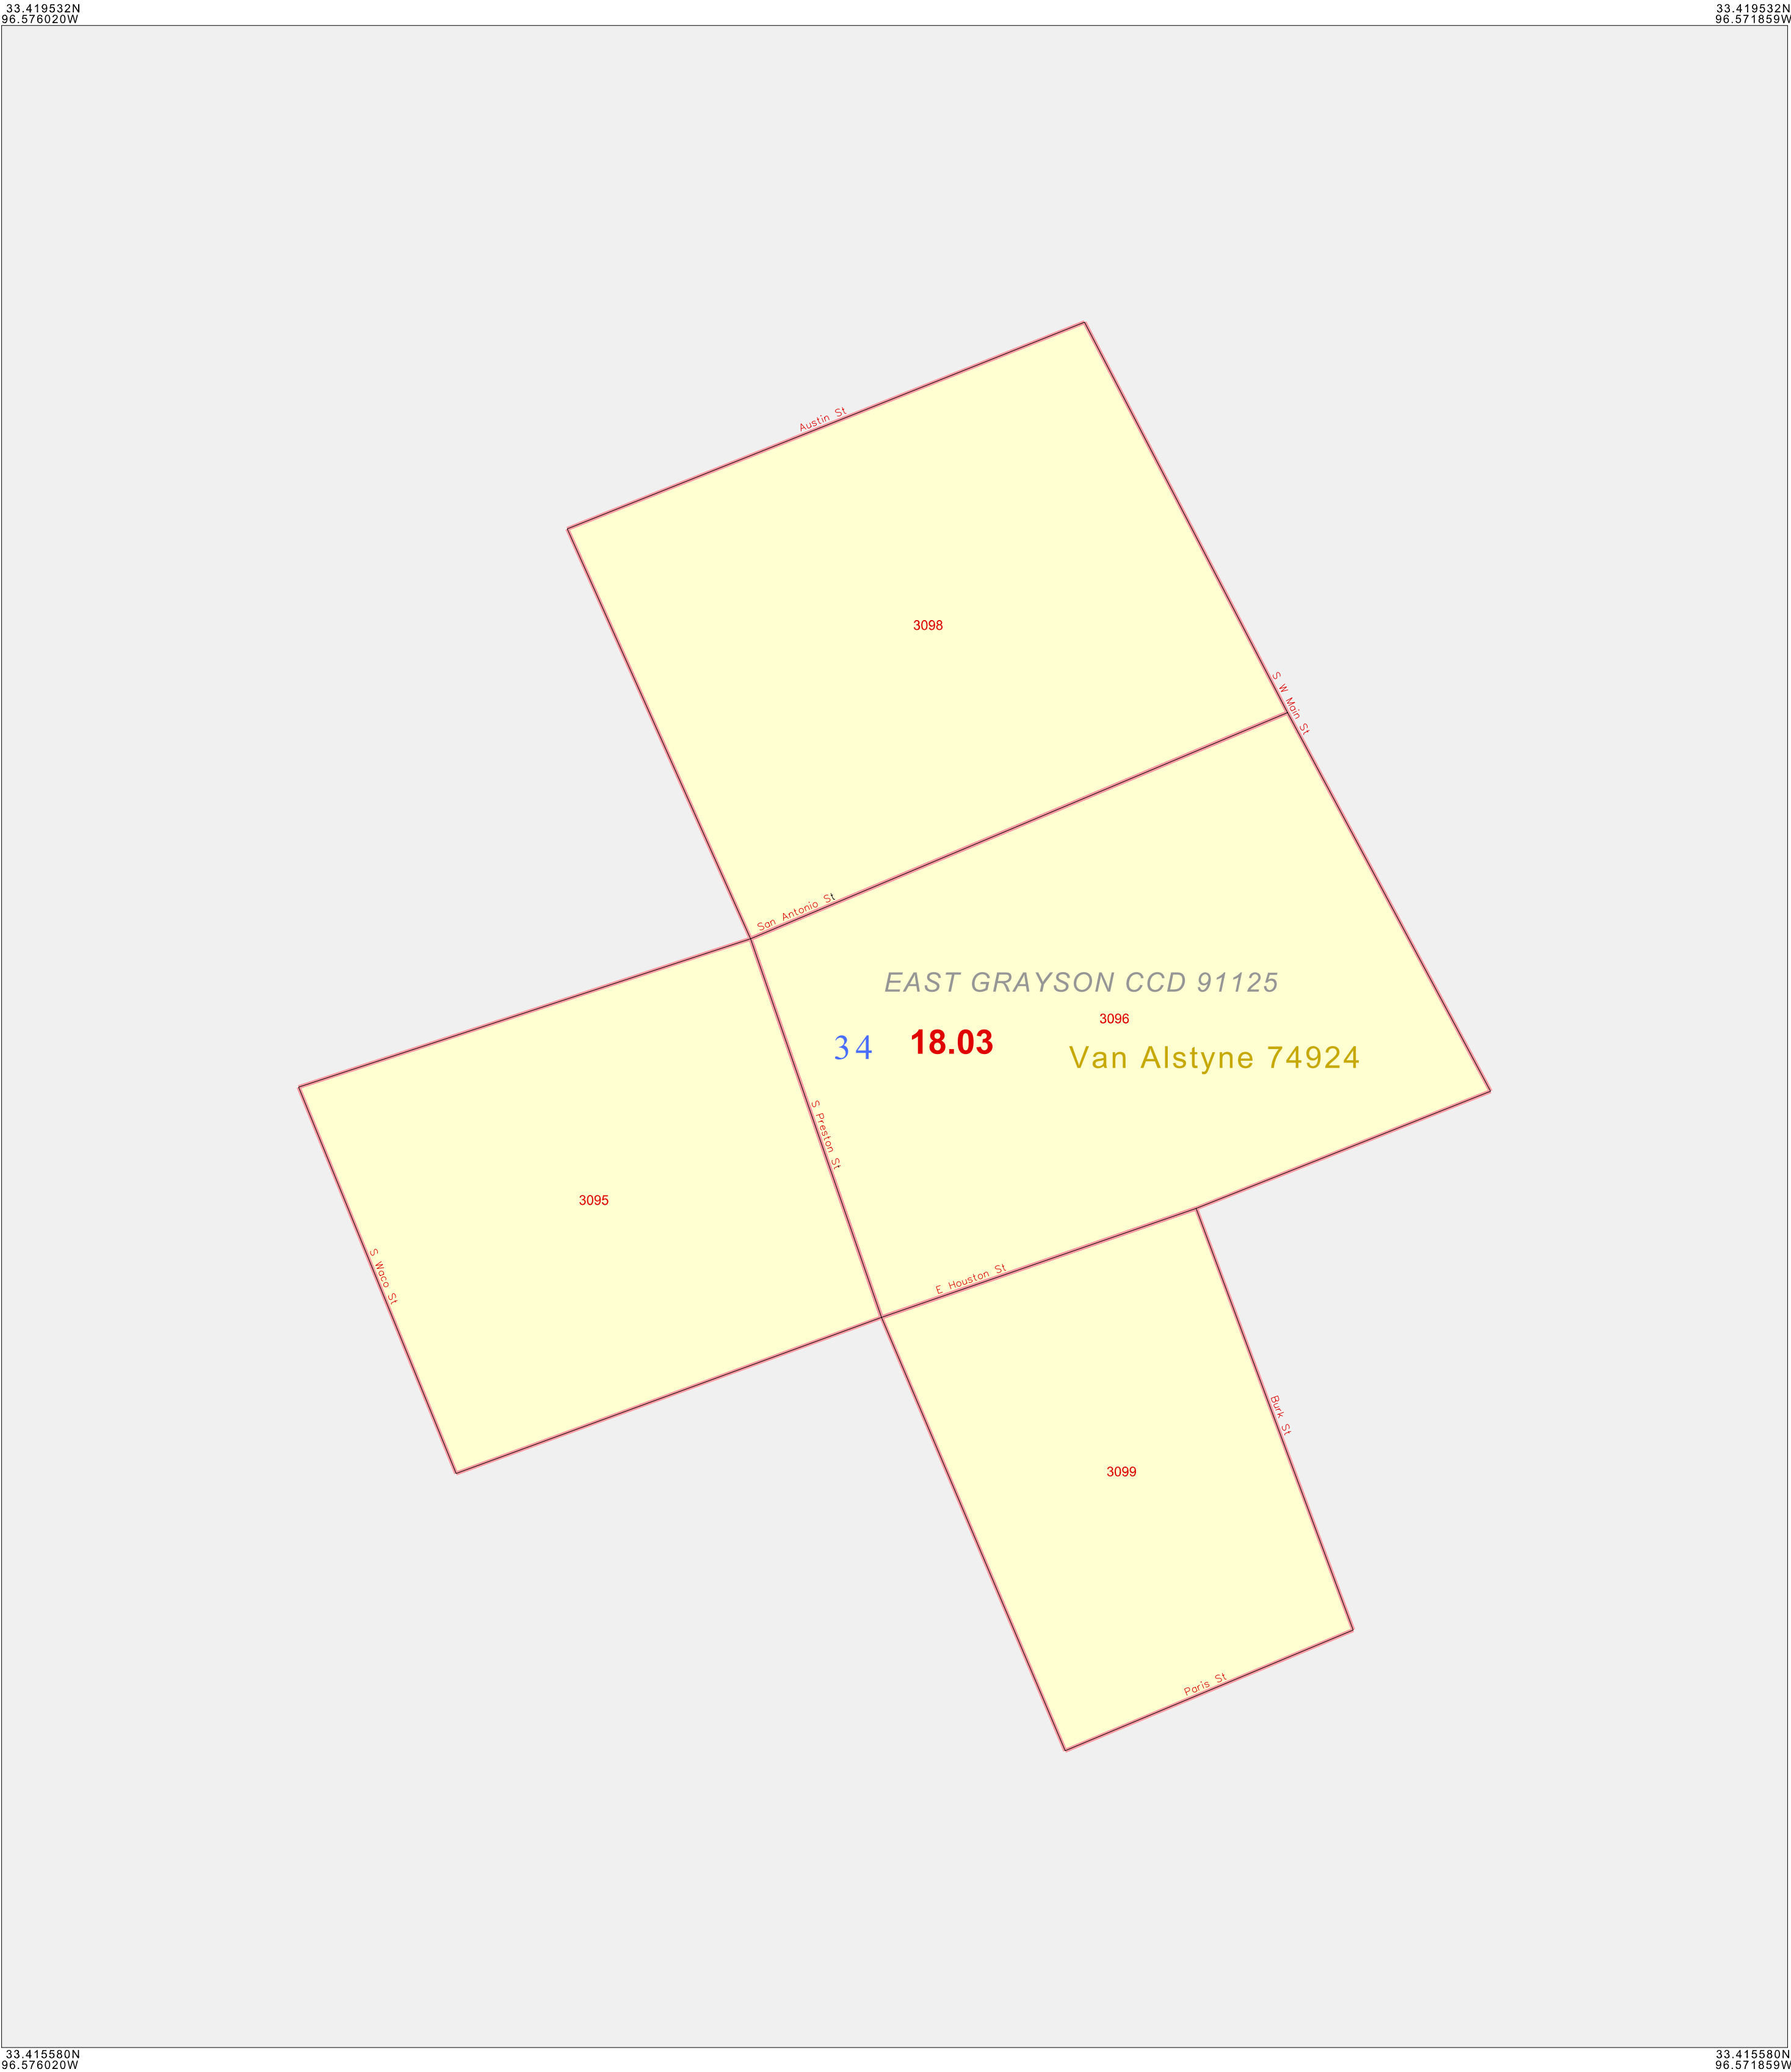 33.419532N
96.576020W
33.419532N
96.571859W
Austin St
3098
S W Main St
San Antonio St
EAST GRAYSON CCD 91125
3096
34
18.03
Van Alstyne 74924
S Preston St
3095
S Waco St
E Houston St
Burk St
3099
Paris St
33.415580N
96.576020W
33.415580N
96.571859W